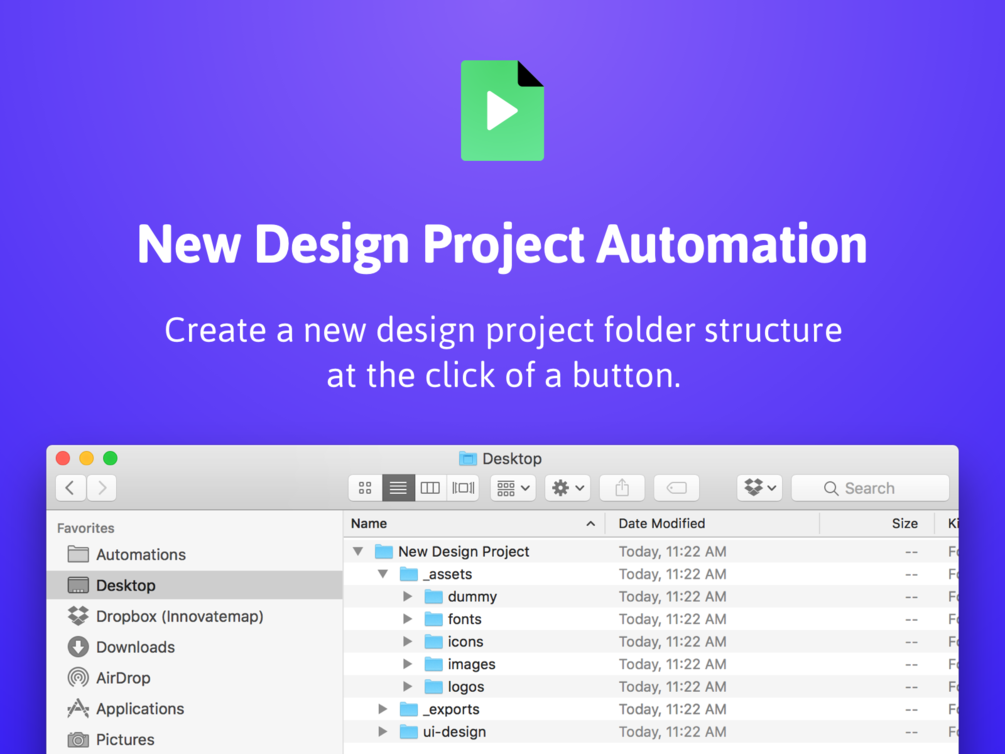 New Design Project Automation
Create a new design project folder structure
at the click of a button.
Desktop
Search
Favorites
Automations
Desktop
Dropbox (Innovatemap)
Downloads
AirDrop
Applications
Pictures
Name Date Modified Size
New Design Project Today, 11:22 AM --
_assets Today, 11:22 AM --
dummy Today, 11:22 AM --
fonts Today, 11:22 AM --
icons Today, 11:22 AM --
images Today, 11:22 AM --
logos Today, 11:22 AM --
_exports Today, 11:22 AM --
ui-design Today, 11:22 AM --